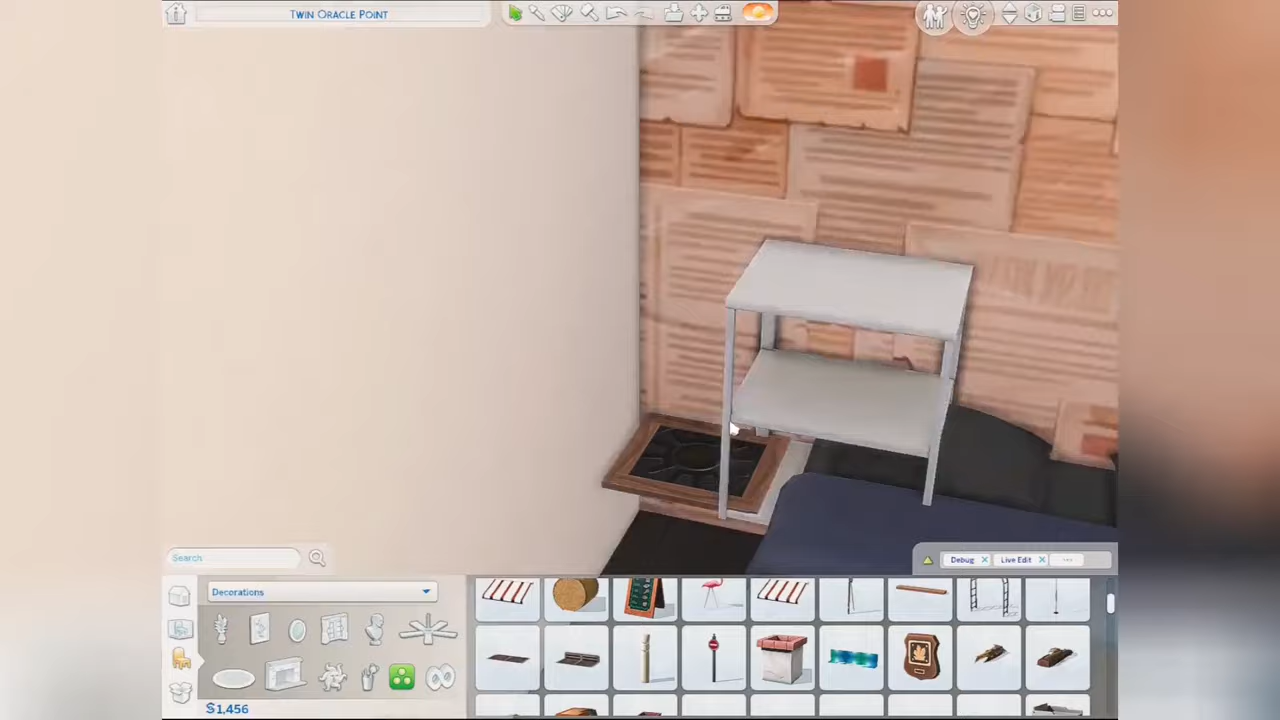 Twin Oracle Point
Search
Debug
Live Edit
Decorations
$1,456